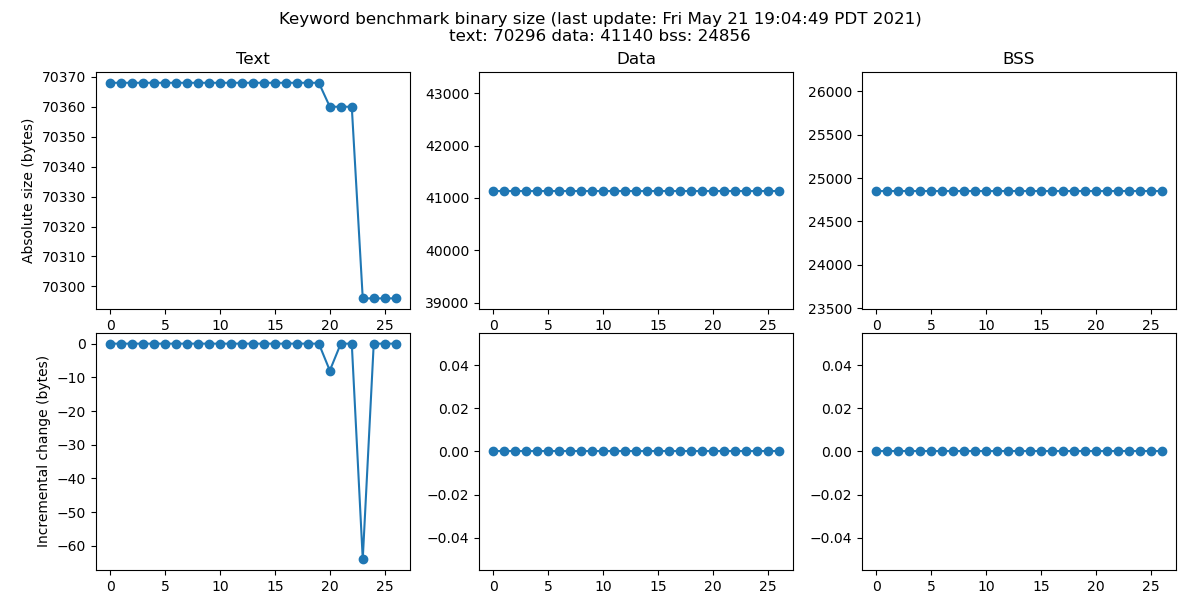 Keyword benchmark binary size (last update: Fri May 21 19:04:49 PDT 2021)
text: 70296 data: 41140 bss: 24856
Text
Absolute size (bytes)
70370
70360
70350
70340
70330
70320
70310
70300
0 5 10 15 20 25
Data
43000
42000
41000
40000
39000
0 5 10 15 20 25
BSS
26000
25500
25000
24500
24000
23500
0 5 10 15 20 25
Incremental change (bytes)
0
−10
−20
−30
−40
−50
−60
0 5 10 15 20 25
0.04
0.02
0.00
−0.02
−0.04
0 5 10 15 20 25
0.04
0.02
0.00
−0.02
−0.04
0 5 10 15 20 25